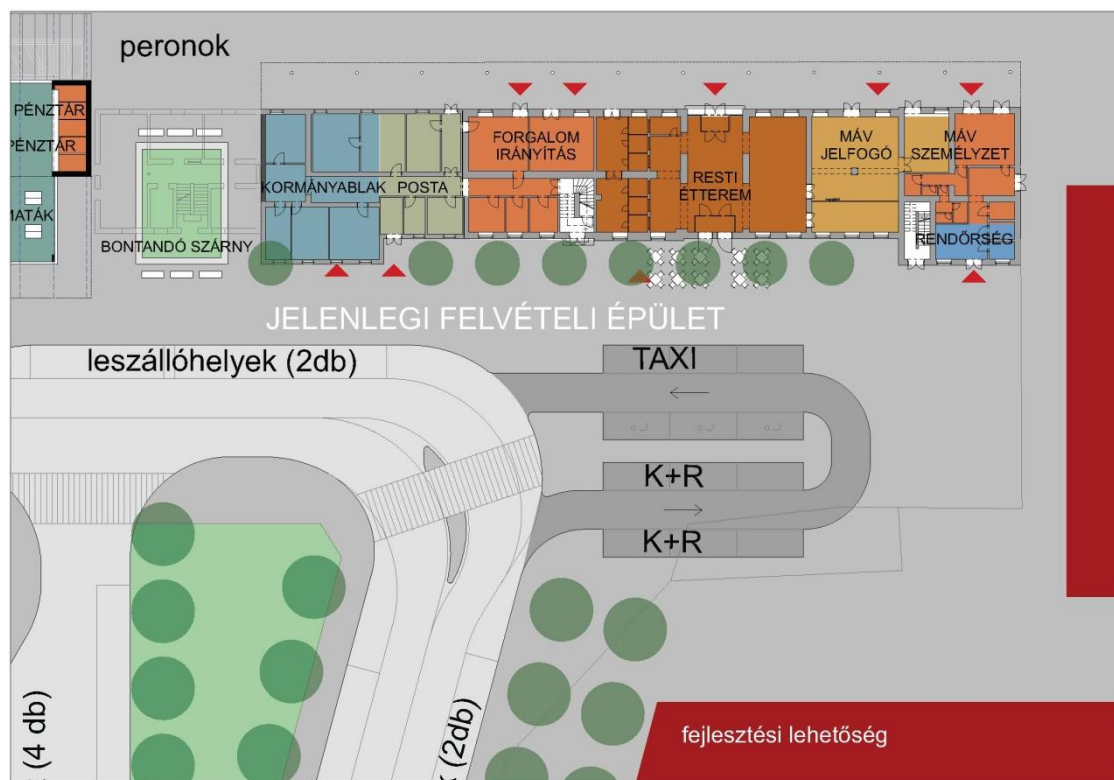 peronok
PÉNZTÁR
PÉNZTÁR
MATÁK
FORGALOM
IRÁNYÍTÁS
MÁV
JELFOGÓ
MÁV
SZEMÉLYZET
KORMÁNYABLAK
POSTA
RESTI
ÉTTEREM
BONTANDÓ SZÁRNY
RENDŐRSÉG
JELENLEGI FELVÉTELI ÉPÜLET
leszállóhelyek (2db)
TAXI
K+R
K+R
fejlesztési lehetőség
k (2db)
(4 db)